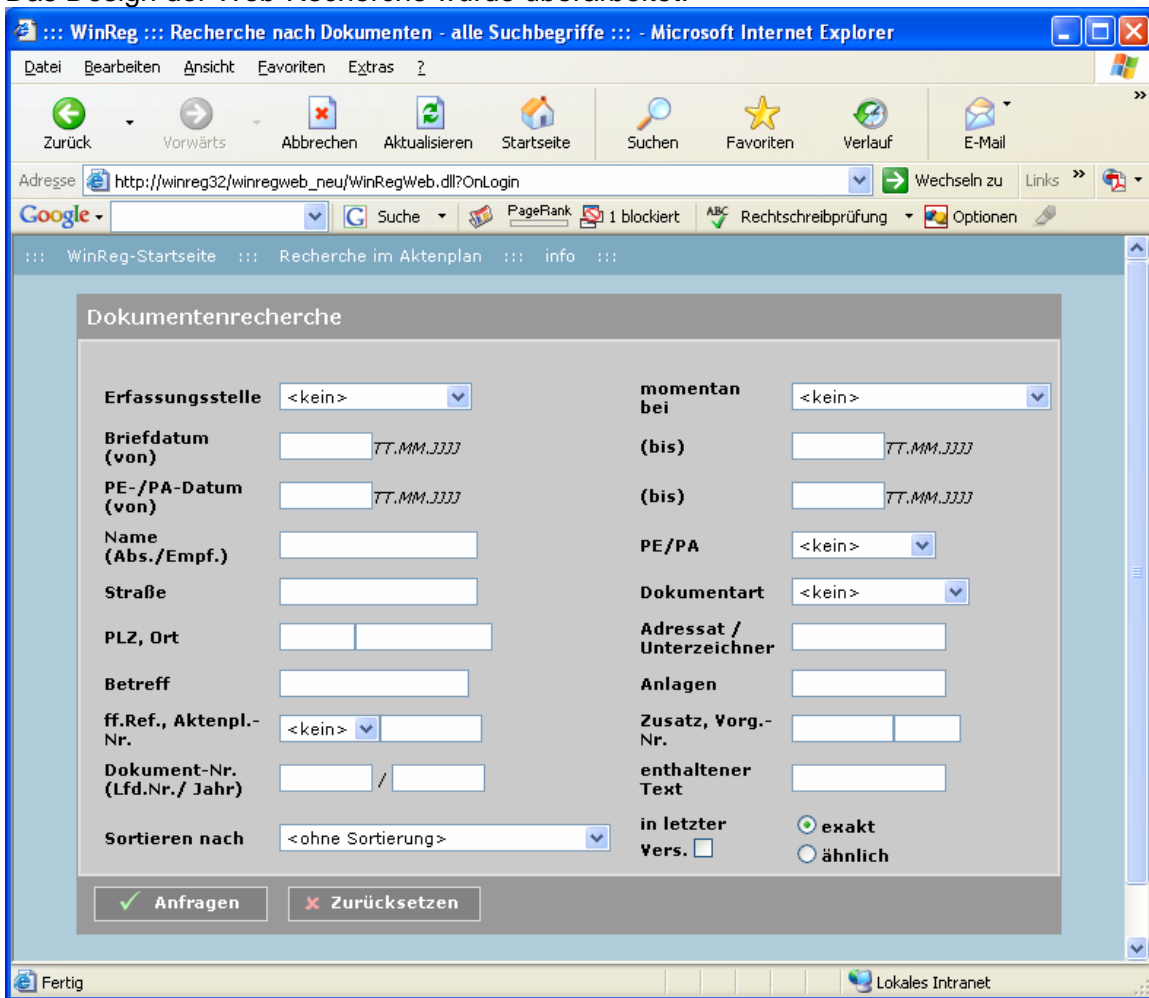 Das Design der Web-Recherche wurde überarbeitet.
::: WinReg ::: Recherche nach Dokumenten - alle Suchbegriffe ::: - Microsoft Internet Explorer
Datei Bearbeiten Ansicht Favoriten Extras ?
Zurück Vorwärts Abbrechen Aktualisieren Startseite Suchen Favoriten Verlauf E-Mail »
Adresse http://winreg32/winregweb_neu/WinRegWeb.dll?OnLogin Wechseln zu Links »
Google G Suche PageRank 1 blockiert ABC Rechtschreibprüfung Optionen
::: WinReg-Startseite ::: Recherche im Aktenplan ::: info :::
Dokumentenrecherche
Erfassungsstelle <kein> momentan bei <kein>
Briefdatum (von) TT.MM.JJJJ (bis) TT.MM.JJJJ
PE-/PA-Datum (von) TT.MM.JJJJ (bis) TT.MM.JJJJ
Name (Abs./Empf.) PE/PA <kein>
Straße Dokumentart <kein>
PLZ, Ort Adressat / Unterzeichner
Betreff Anlagen
ff.Ref., Aktenpl.-Nr. <kein> Zusatz, Vorg.-Nr.
Dokument-Nr. (Lfd.Nr./ Jahr) / enthaltener Text
Sortieren nach <ohne Sortierung> in letzter Vers. exakt
ähnlich
Anfragen Zurücksetzen
Fertig Lokales Intranet